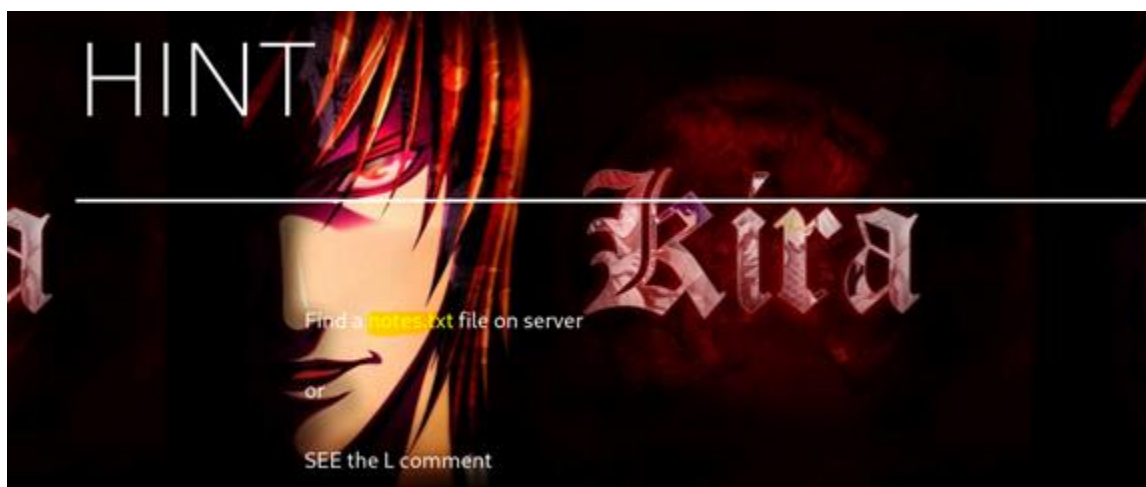 HINT
Kira
a
Find a notes.txt file on server
or
SEE the L comment